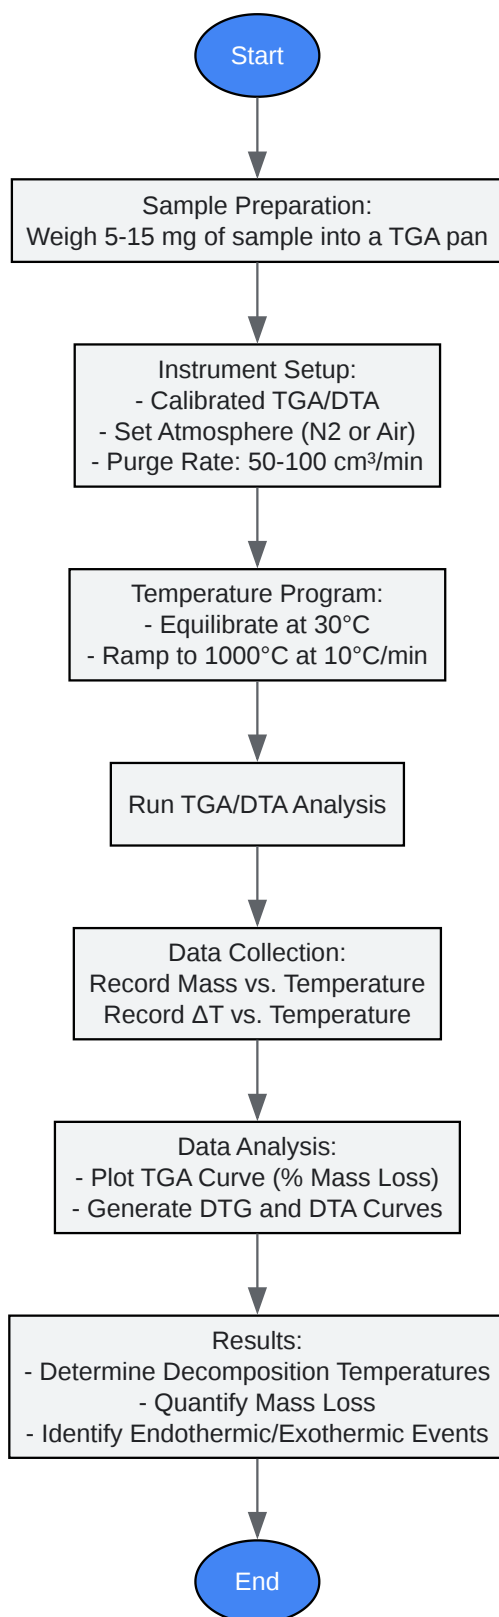 Start
Sample Preparation:
Weigh 5-15 mg of sample into a TGA pan
Instrument Setup:
- Calibrated TGA/DTA
- Set Atmosphere (N2 or Air)
- Purge Rate: 50-100 cm³/min
Temperature Program:
- Equilibrate at 30°C
- Ramp to 1000°C at 10°C/min
Run TGA/DTA Analysis
Data Collection:
Record Mass vs. Temperature
Record ΔT vs. Temperature
Data Analysis:
- Plot TGA Curve (% Mass Loss)
- Generate DTG and DTA Curves
Results:
- Determine Decomposition Temperatures
- Quantify Mass Loss
- Identify Endothermic/Exothermic Events
End